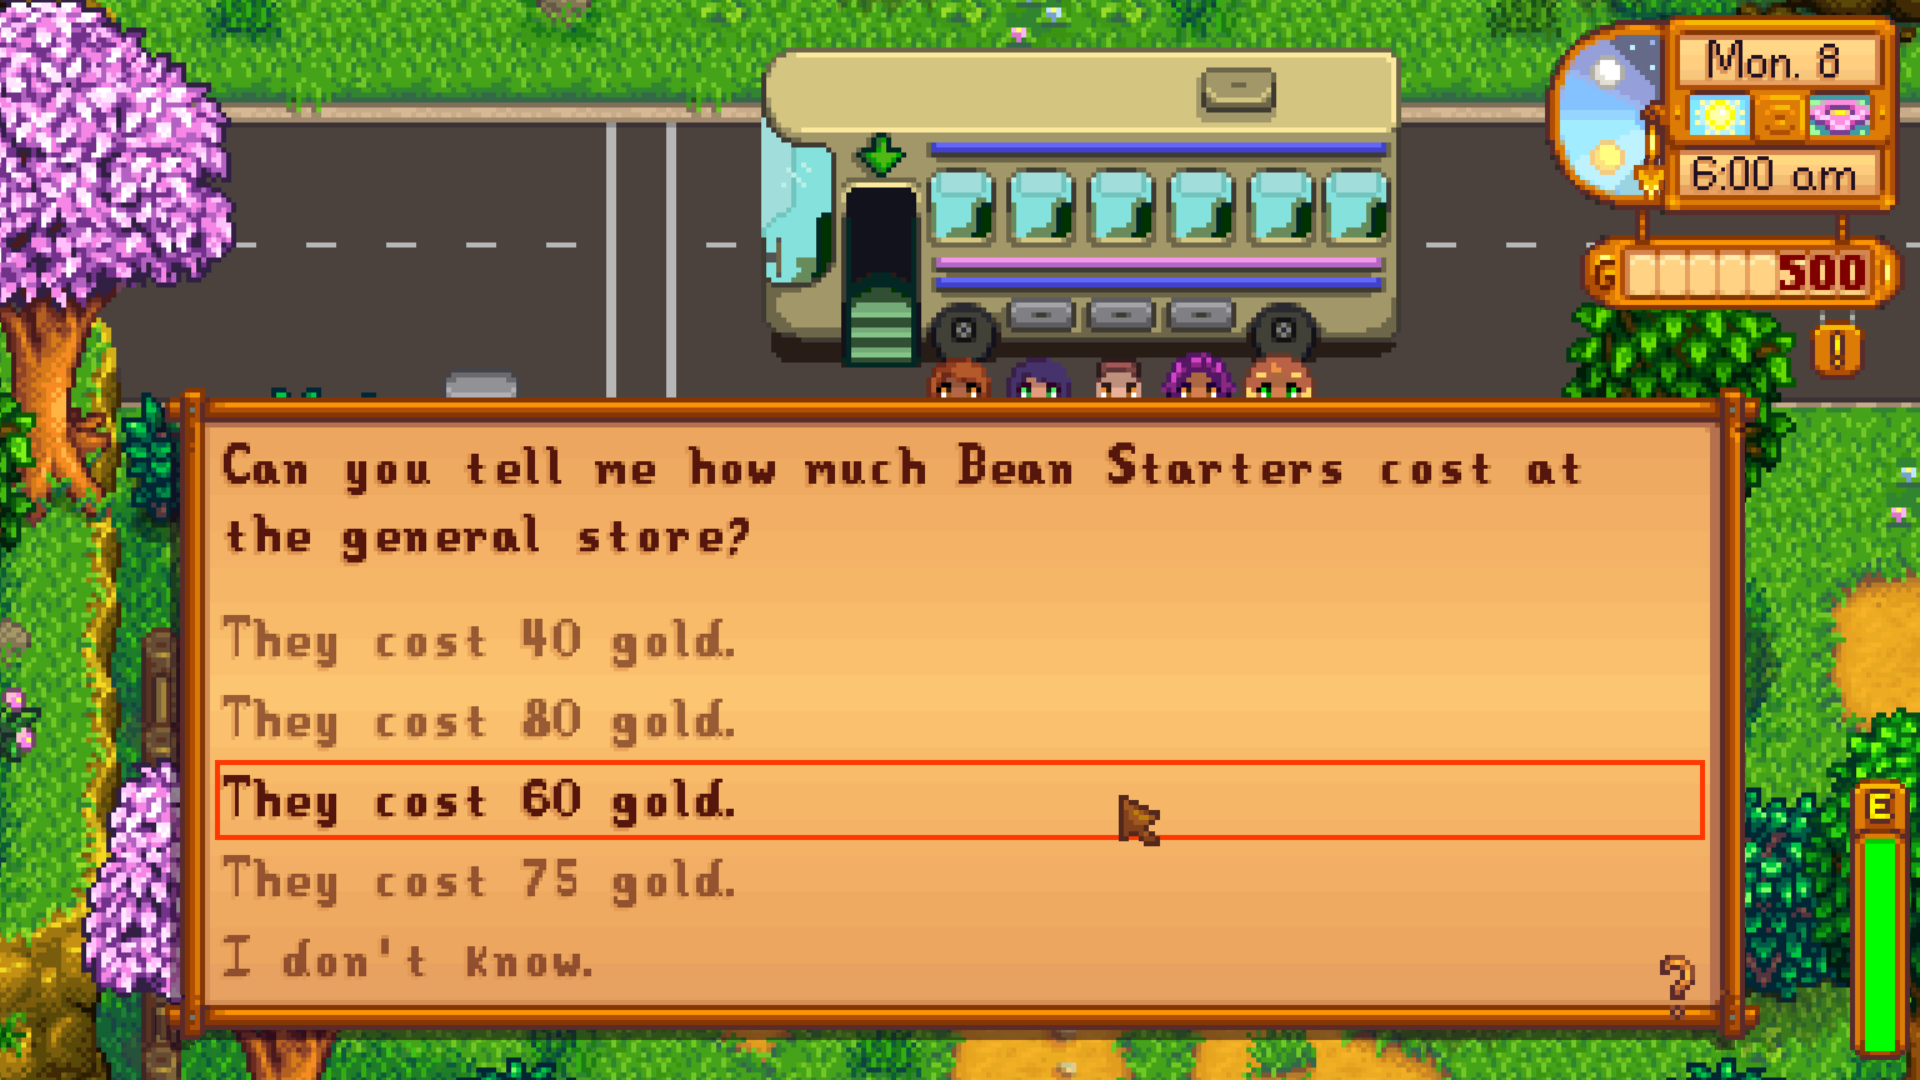 Mon. 8
6:00 am
G 500
!
Can you tell me how much Bean Starters cost at
the general store?
They cost 40 gold.
They cost 80 gold.
They cost 60 gold.
They cost 75 gold.
I don't know.
?
E